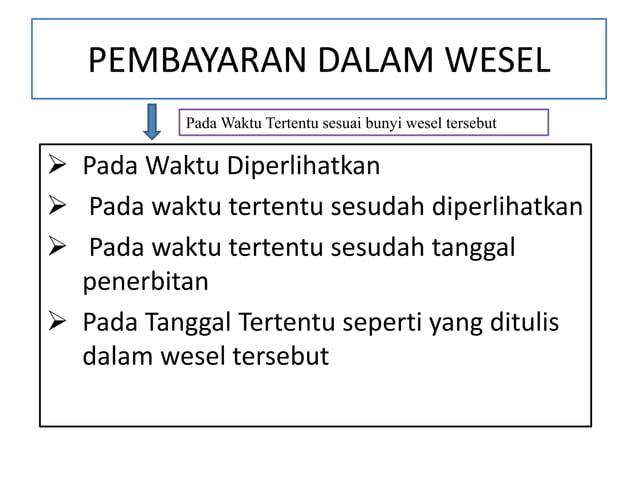 PEMBAYARAN DALAM WESEL
Pada Waktu Tertentu sesuai bunyi wesel tersebut
➢ Pada Waktu Diperlihatkan
➢ Pada waktu tertentu sesudah diperlihatkan
➢ Pada waktu tertentu sesudah tanggal
penerbitan
➢ Pada Tanggal Tertentu seperti yang ditulis
dalam wesel tersebut